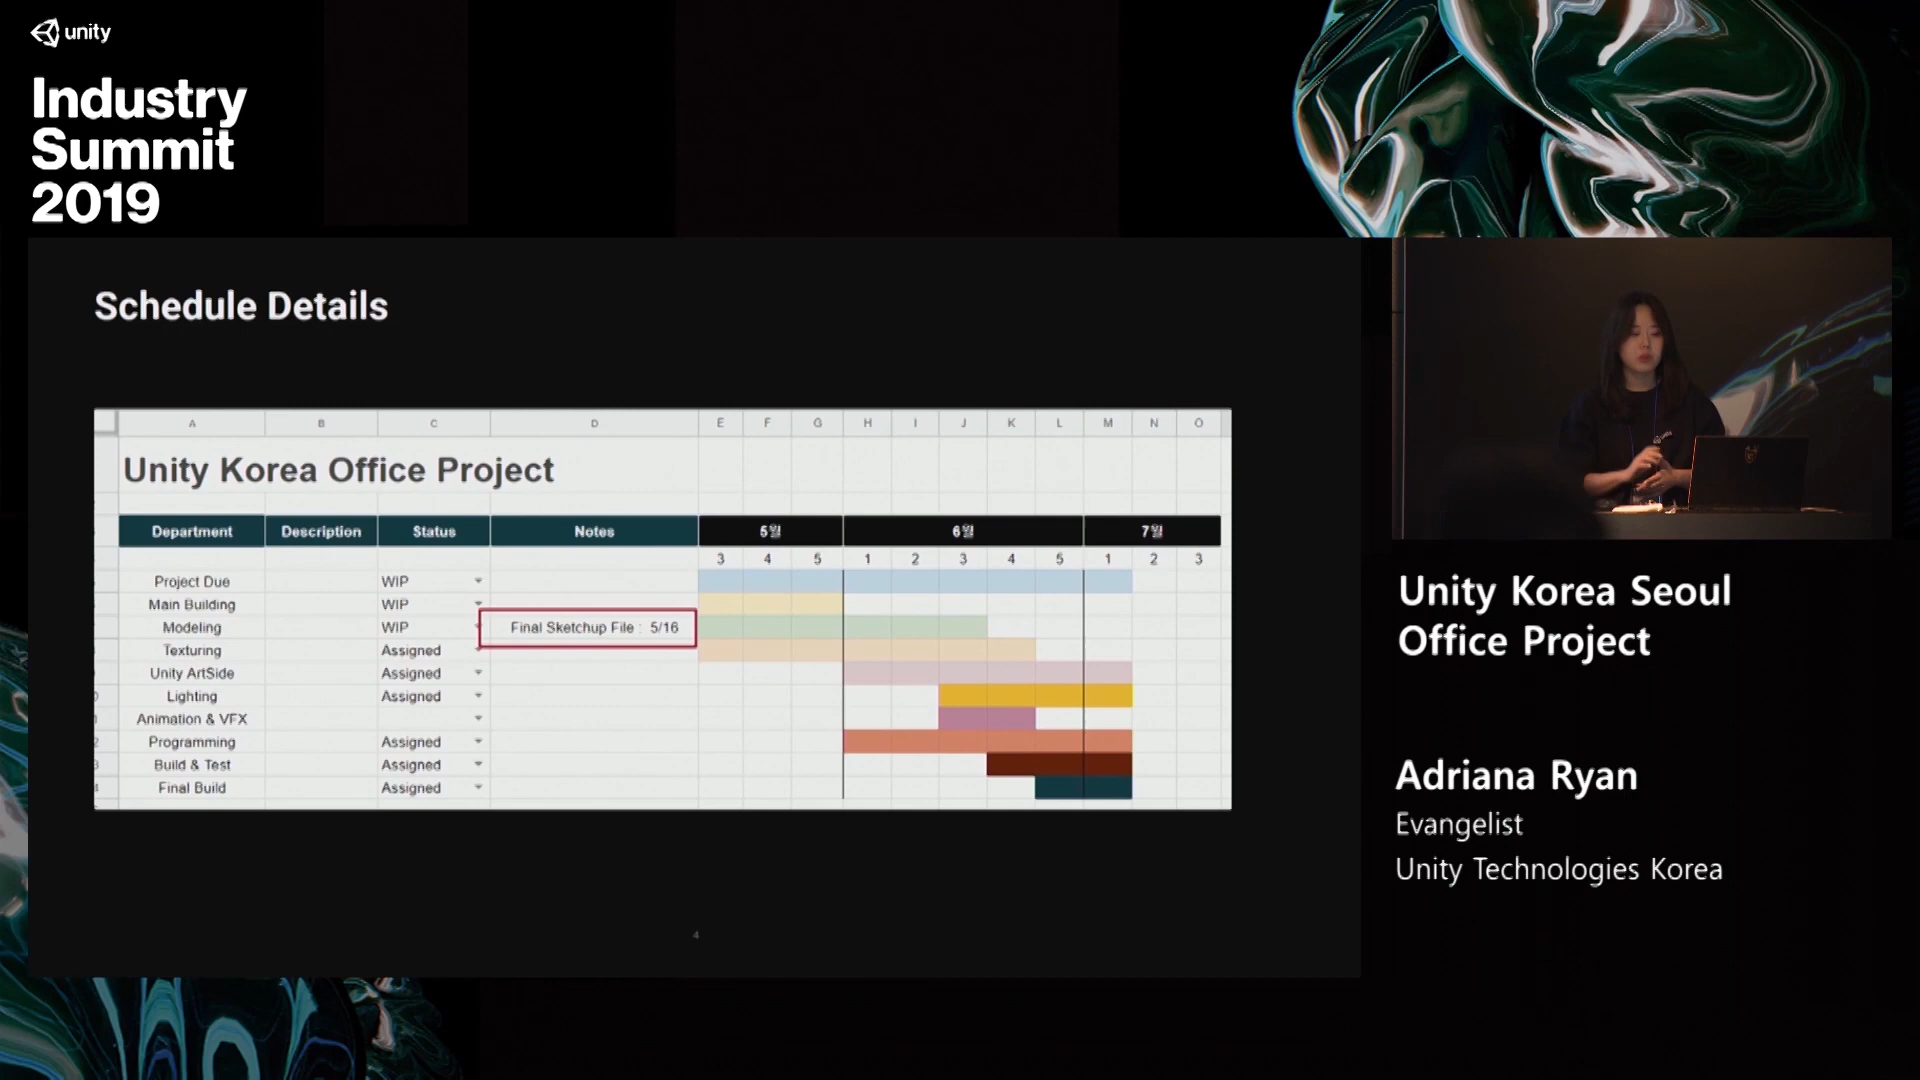 unity
Industry
Summit
2019
Schedule Details
A B C D E F G H I J K L M N O
Unity Korea Office Project
Department Description Status Notes 5월 6월 7월
3 4 5 1 2 3 4 5 1 2 3
Project Due WIP
Main Building WIP
Modeling WIP Final Sketchup File : 5/16
Texturing Assigned
Unity ArtSide Assigned
Lighting Assigned
Animation & VFX
Programming Assigned
Build & Test Assigned
Final Build Assigned
4
Unity Korea Seoul
Office Project
Adriana Ryan
Evangelist
Unity Technologies Korea